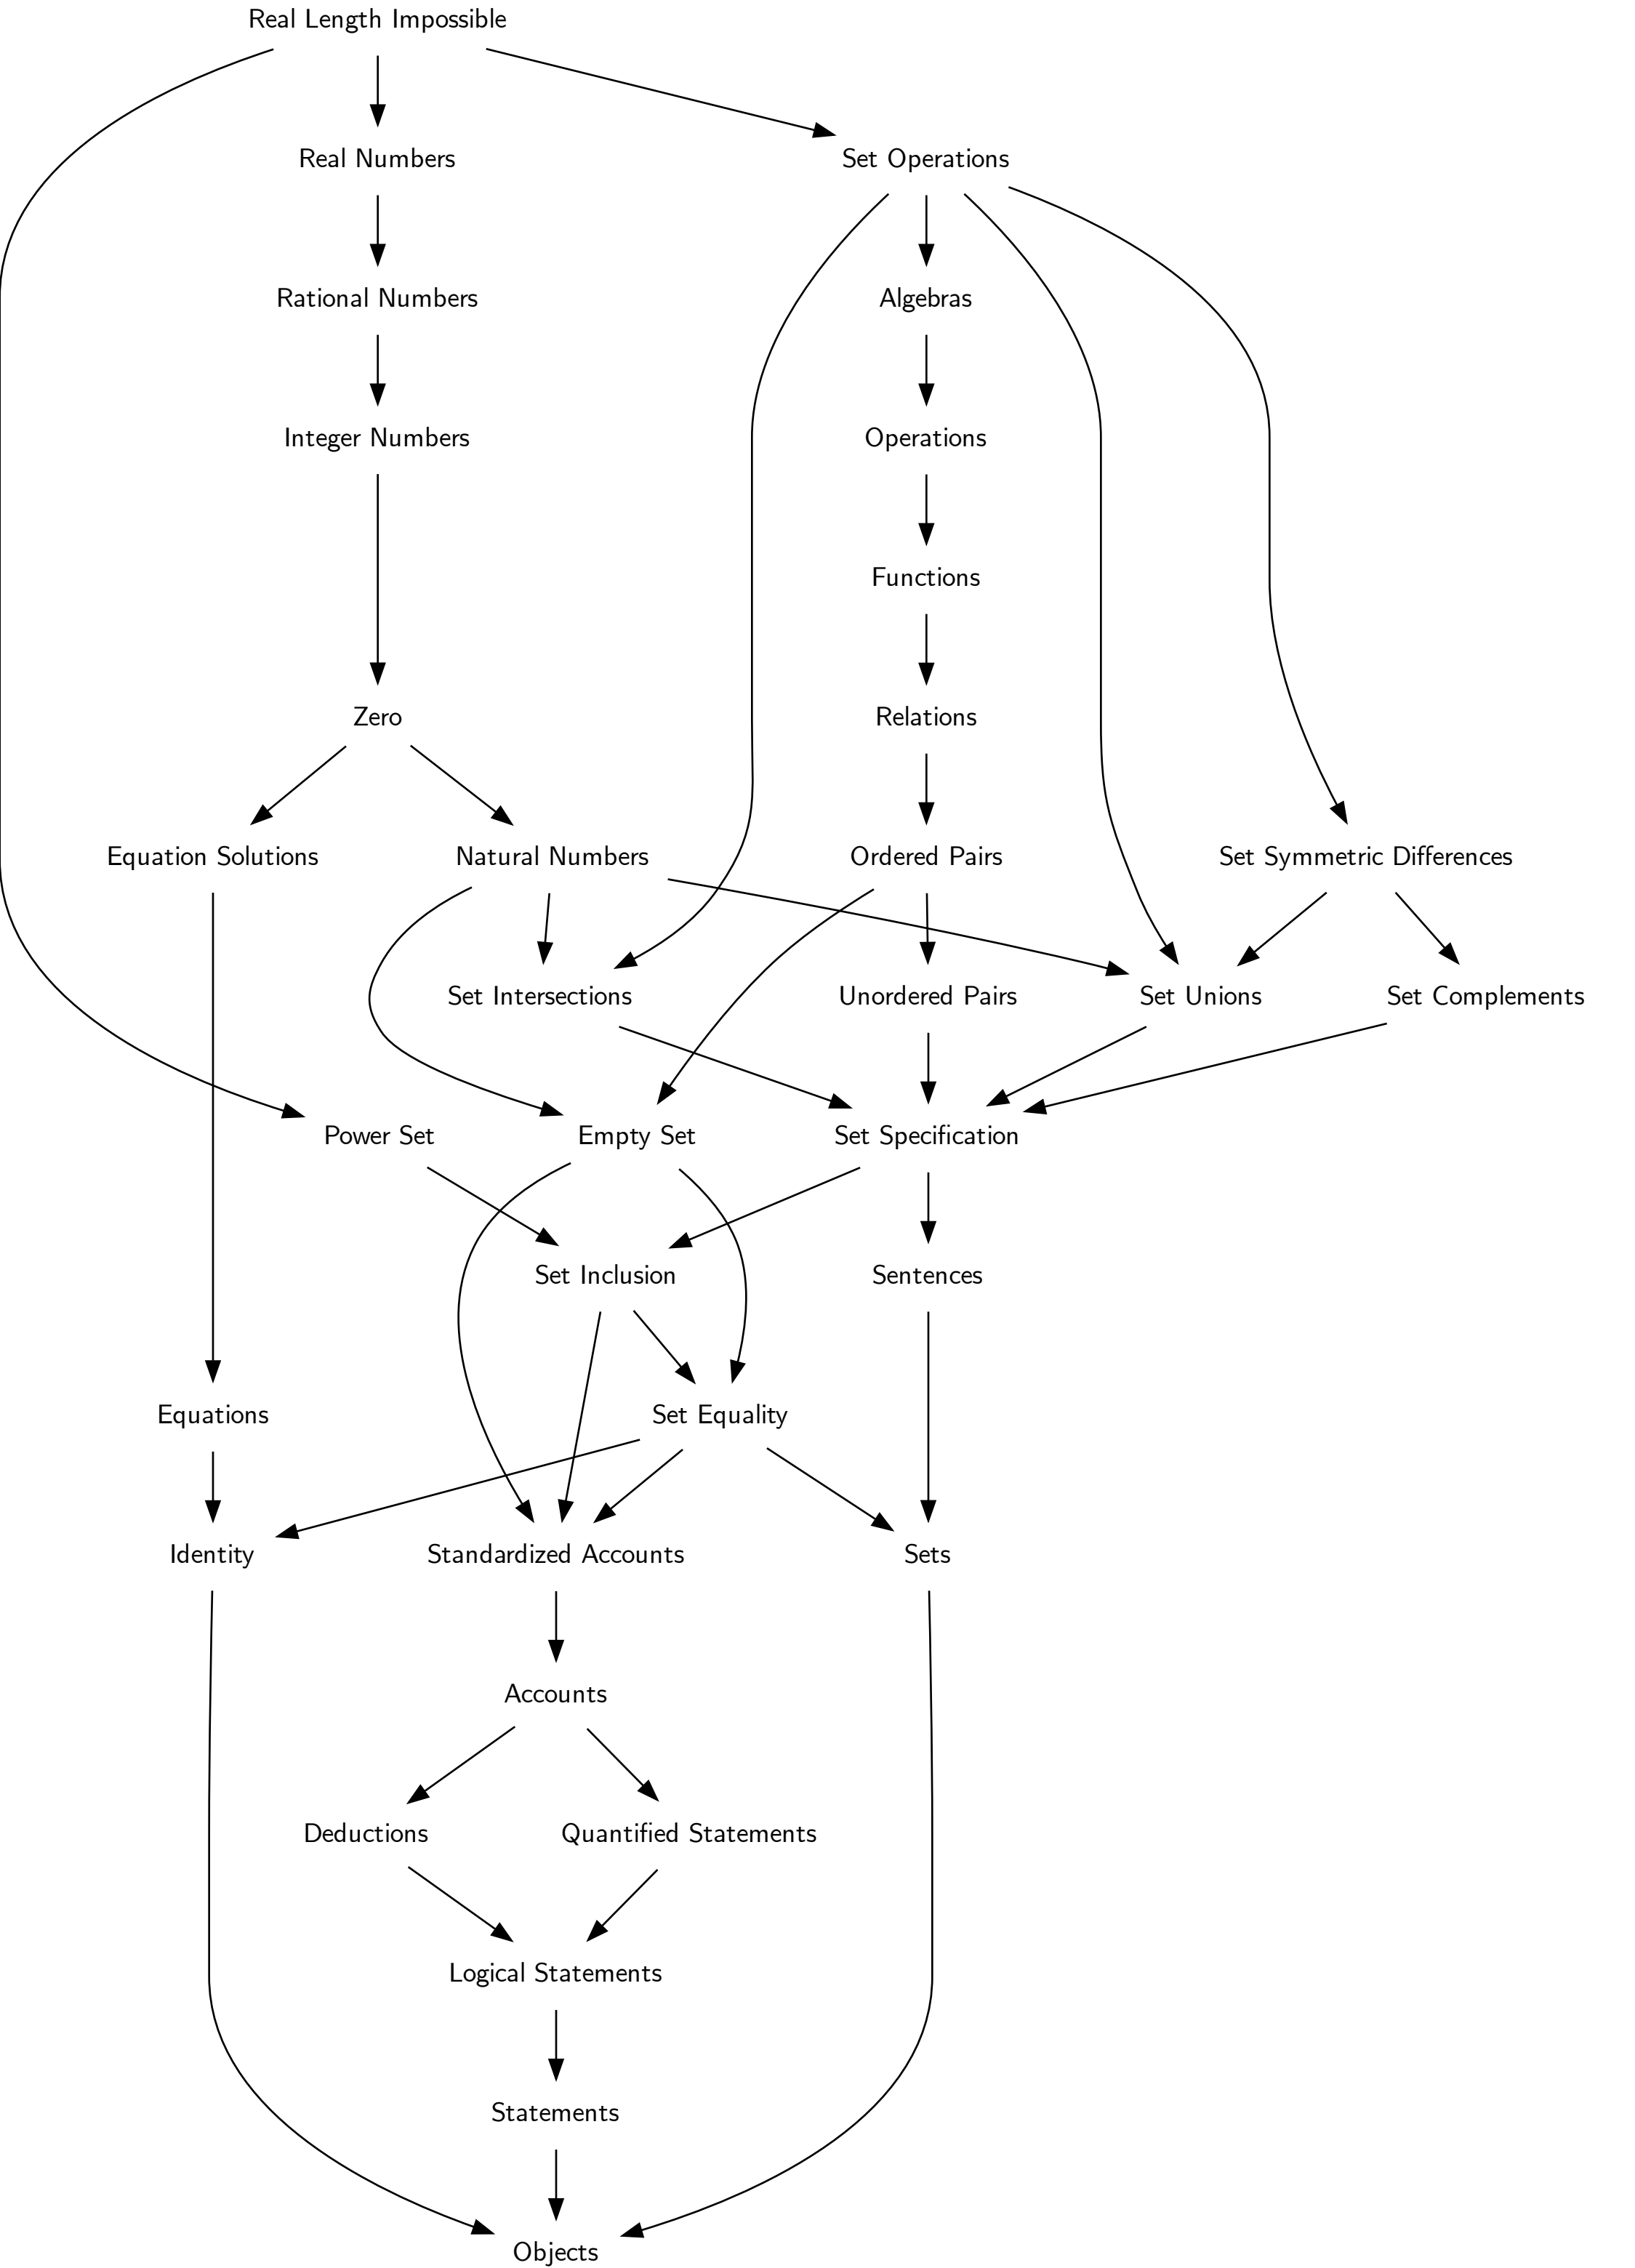 Real Length Impossible
Real Numbers
Set Operations
Rational Numbers
Algebras
Integer Numbers
Operations
Functions
Zero
Relations
Equation Solutions
Natural Numbers
Ordered Pairs
Set Symmetric Differences
Set Intersections
Unordered Pairs
Set Unions
Set Complements
Power Set
Empty Set
Set Specification
Set Inclusion
Sentences
Equations
Set Equality
Identity
Standardized Accounts
Sets
Accounts
Deductions
Quantified Statements
Logical Statements
Statements
Objects